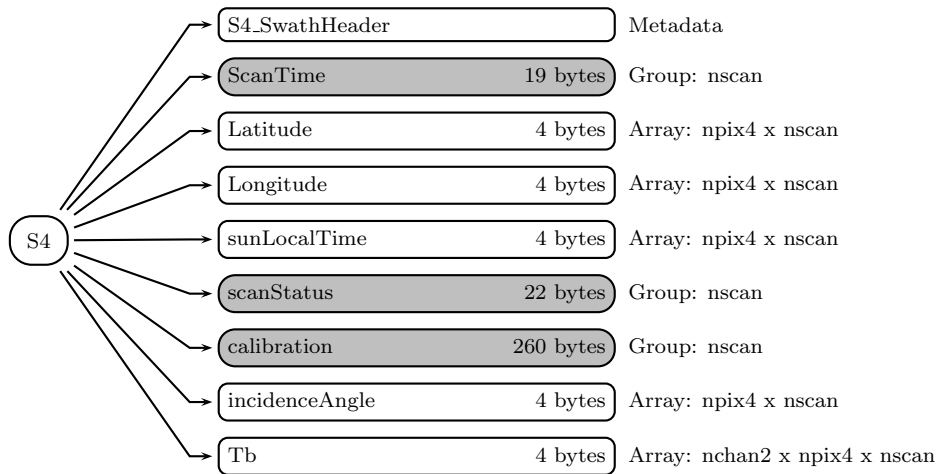 S4_SwathHeader Metadata
ScanTime 19 bytes Group: nscan
Latitude 4 bytes Array: npix4 x nscan
Longitude 4 bytes Array: npix4 x nscan
S4 sunLocalTime 4 bytes Array: npix4 x nscan
scanStatus 22 bytes Group: nscan
calibration 260 bytes Group: nscan
incidenceAngle 4 bytes Array: npix4 x nscan
Tb 4 bytes Array: nchan2 x npix4 x nscan